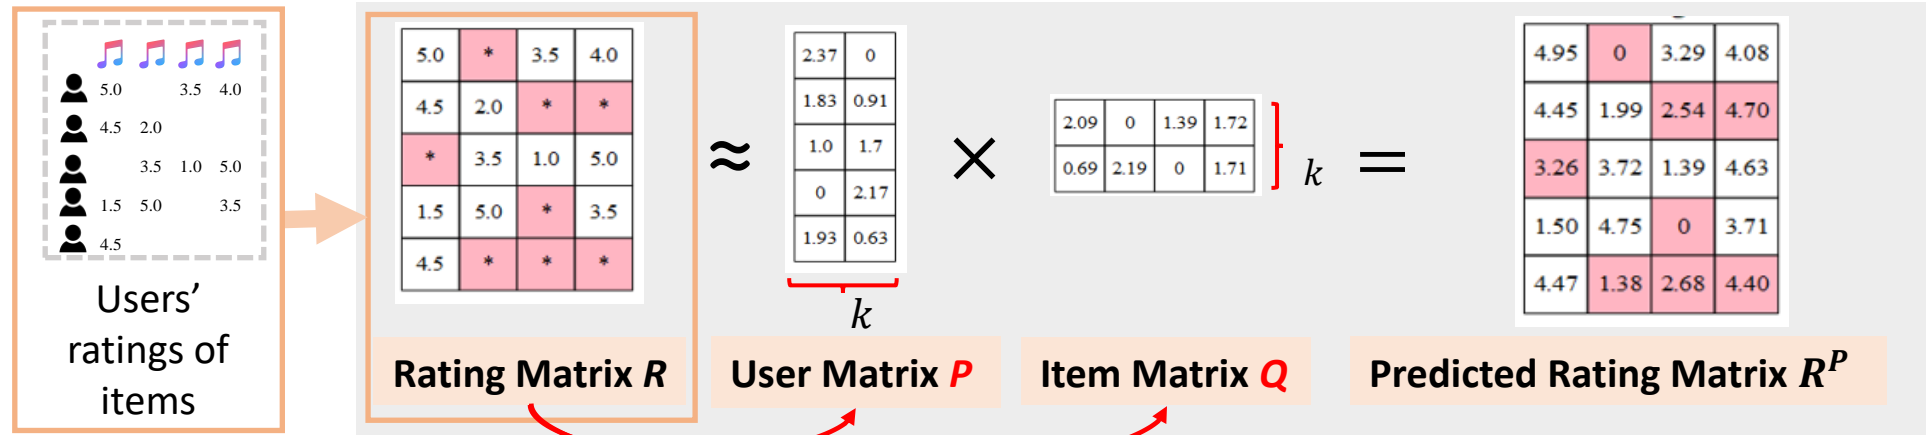 5.0 3.5 4.0
4.5 2.0
3.5 1.0 5.0
1.5 5.0 3.5
4.5
Users'
ratings of
items
5.0 * 3.5 4.0
4.5 2.0 * *
* 3.5 1.0 5.0
1.5 5.0 * 3.5
4.5 * * *
Rating Matrix R
≈
2.37 0
1.83 0.91
1.0 1.7
0 2.17
1.93 0.63
k
User Matrix P
×
2.09 0 1.39 1.72
0.69 2.19 0 1.71
k
Item Matrix Q
=
4.95 0 3.29 4.08
4.45 1.99 2.54 4.70
3.26 3.72 1.39 4.63
1.50 4.75 0 3.71
4.47 1.38 2.68 4.40
Predicted Rating Matrix R^P